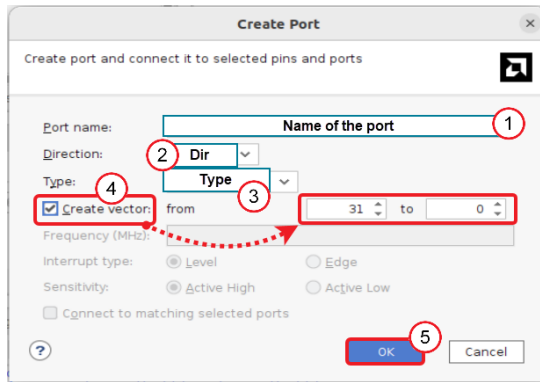 Create Port
×
Create port and connect it to selected pins and ports
Port name: Name of the port 1
Direction: 2 Dir
Type: Type 3
4
Create vector: from 31 to 0
Frequency (MHz):
Interrupt type: Level Edge
Sensitivity: Active High Active Low
Connect to matching selected ports
5
? OK Cancel